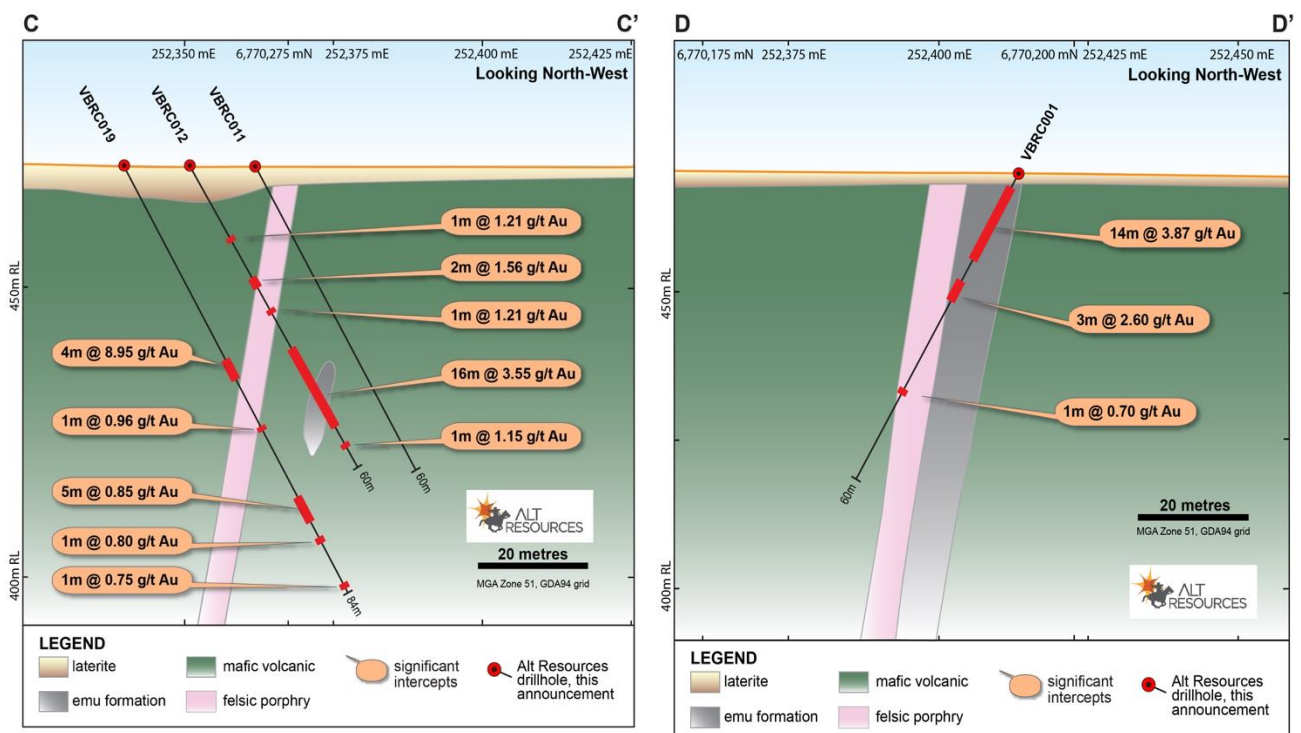 C C'
252,350 mE 6,770,275 mN 252,375 mE 252,400 mE 252,425 mE
Looking North-West
VBRC019
VBRC012
VBRC011
450m RL
400m RL
1m @ 1.21 g/t Au
2m @ 1.56 g/t Au
1m @ 1.21 g/t Au
16m @ 3.55 g/t Au
1m @ 1.15 g/t Au
4m @ 8.95 g/t Au
1m @ 0.96 g/t Au
5m @ 0.85 g/t Au
1m @ 0.80 g/t Au
1m @ 0.75 g/t Au
60m
60m
84m
ALT
RESOURCES
20 metres
MGA Zone 51, GDA94 grid
LEGEND
laterite
emu formation
mafic volcanic
felsic porphry
significant
intercepts
Alt Resources
drillhole, this
announcement
D D'
6,770,175 mN 252,375 mE 252,400 mE 6,770,200 mN 252,425 mE 252,450 mE
Looking North-West
VBRC001
450m RL
400m RL
14m @ 3.87 g/t Au
3m @ 2.60 g/t Au
1m @ 0.70 g/t Au
60m
20 metres
MGA Zone 51, GDA94 grid
ALT
RESOURCES
LEGEND
laterite
emu formation
mafic volcanic
felsic porphry
significant
intercepts
Alt Resources
drillhole, this
announcement